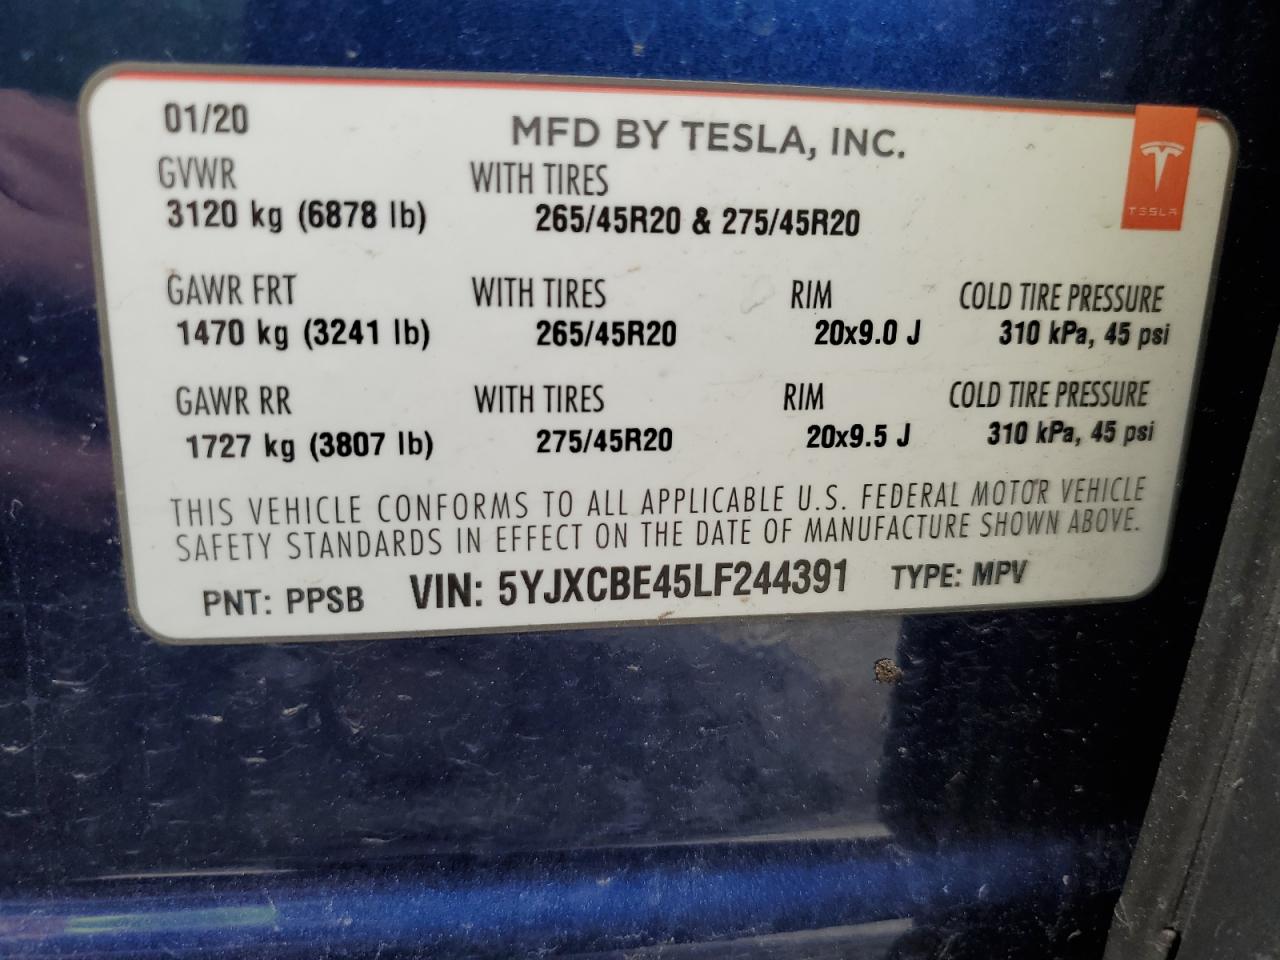 01/20
MFD BY TESLA, INC.
TESLA
GVWR WITH TIRES
3120 kg (6878 lb) 265/45R20 & 275/45R20
GAWR FRT WITH TIRES RIM COLD TIRE PRESSURE
1470 kg (3241 lb) 265/45R20 20x9.0 J 310 kPa, 45 psi
GAWR RR WITH TIRES RIM COLD TIRE PRESSURE
1727 kg (3807 lb) 275/45R20 20x9.5 J 310 kPa, 45 psi
THIS VEHICLE CONFORMS TO ALL APPLICABLE U.S. FEDERAL MOTOR VEHICLE
SAFETY STANDARDS IN EFFECT ON THE DATE OF MANUFACTURE SHOWN ABOVE.
PNT: PPSB VIN: 5YJXCBE45LF244391 TYPE: MPV